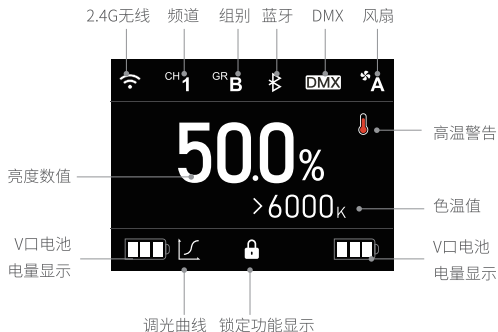 2.4G无线 频道 组别 蓝牙 DMX 风扇
CH 1 GR B DMX A
高温警告
50.0%
亮度数值
>6000K
色温值
V口电池
电量显示
V口电池
电量显示
调光曲线 锁定功能显示